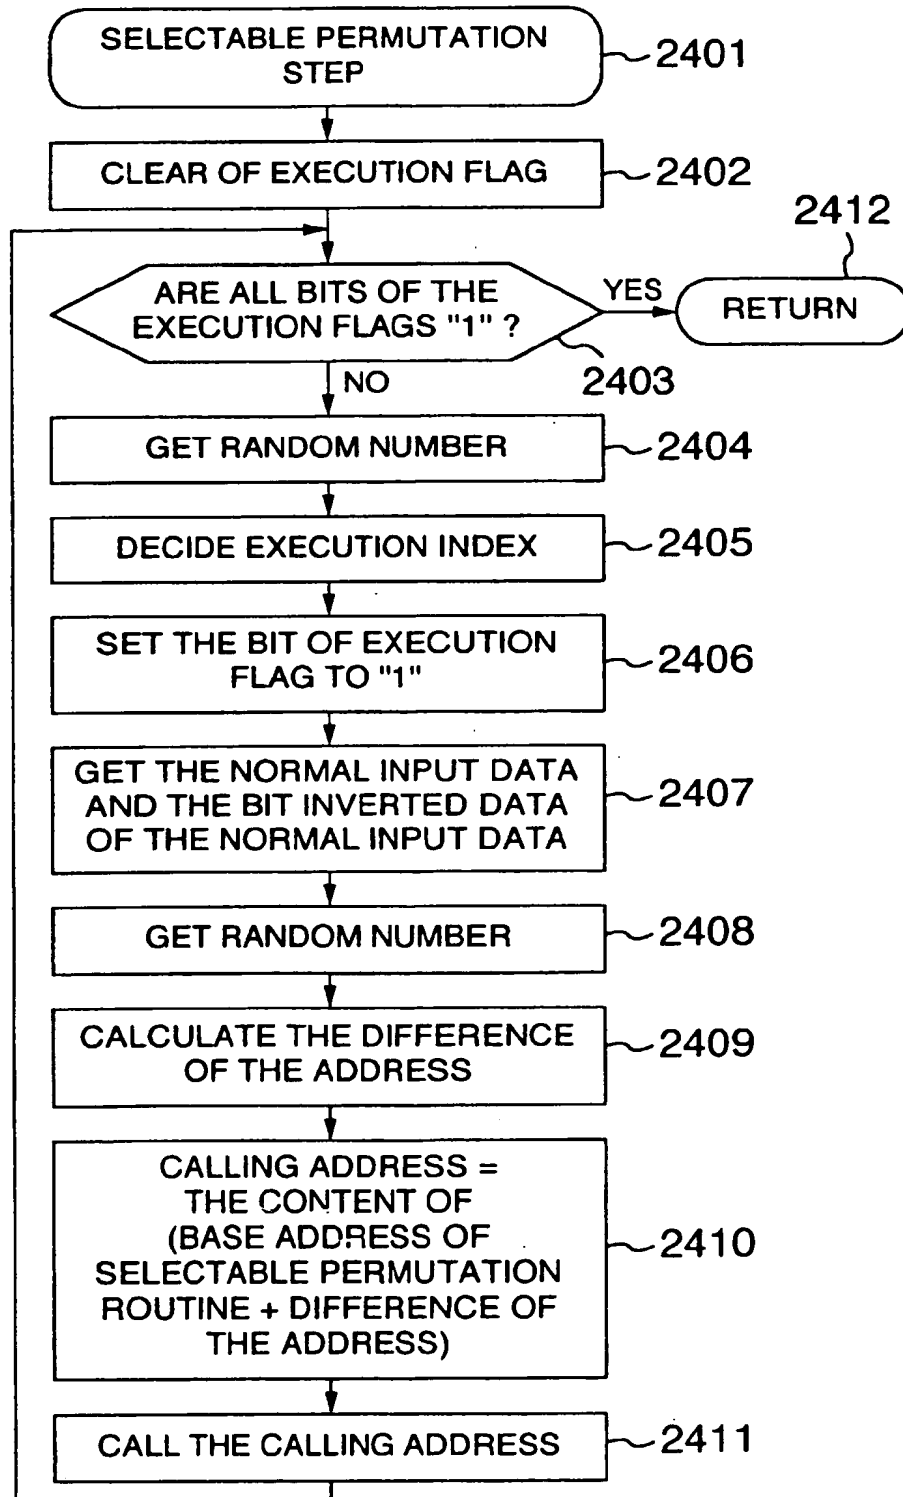 SELECTABLE PERMUTATION
STEP
2401
CLEAR OF EXECUTION FLAG
2402
2412
ARE ALL BITS OF THE
EXECUTION FLAGS "1" ?
YES
RETURN
2403
NO
GET RANDOM NUMBER
2404
DECIDE EXECUTION INDEX
2405
SET THE BIT OF EXECUTION
FLAG TO "1"
2406
GET THE NORMAL INPUT DATA
AND THE BIT INVERTED DATA
OF THE NORMAL INPUT DATA
2407
GET RANDOM NUMBER
2408
CALCULATE THE DIFFERENCE
OF THE ADDRESS
2409
CALLING ADDRESS =
THE CONTENT OF
(BASE ADDRESS OF
SELECTABLE PERMUTATION
ROUTINE + DIFFERENCE OF
THE ADDRESS)
2410
CALL THE CALLING ADDRESS
2411